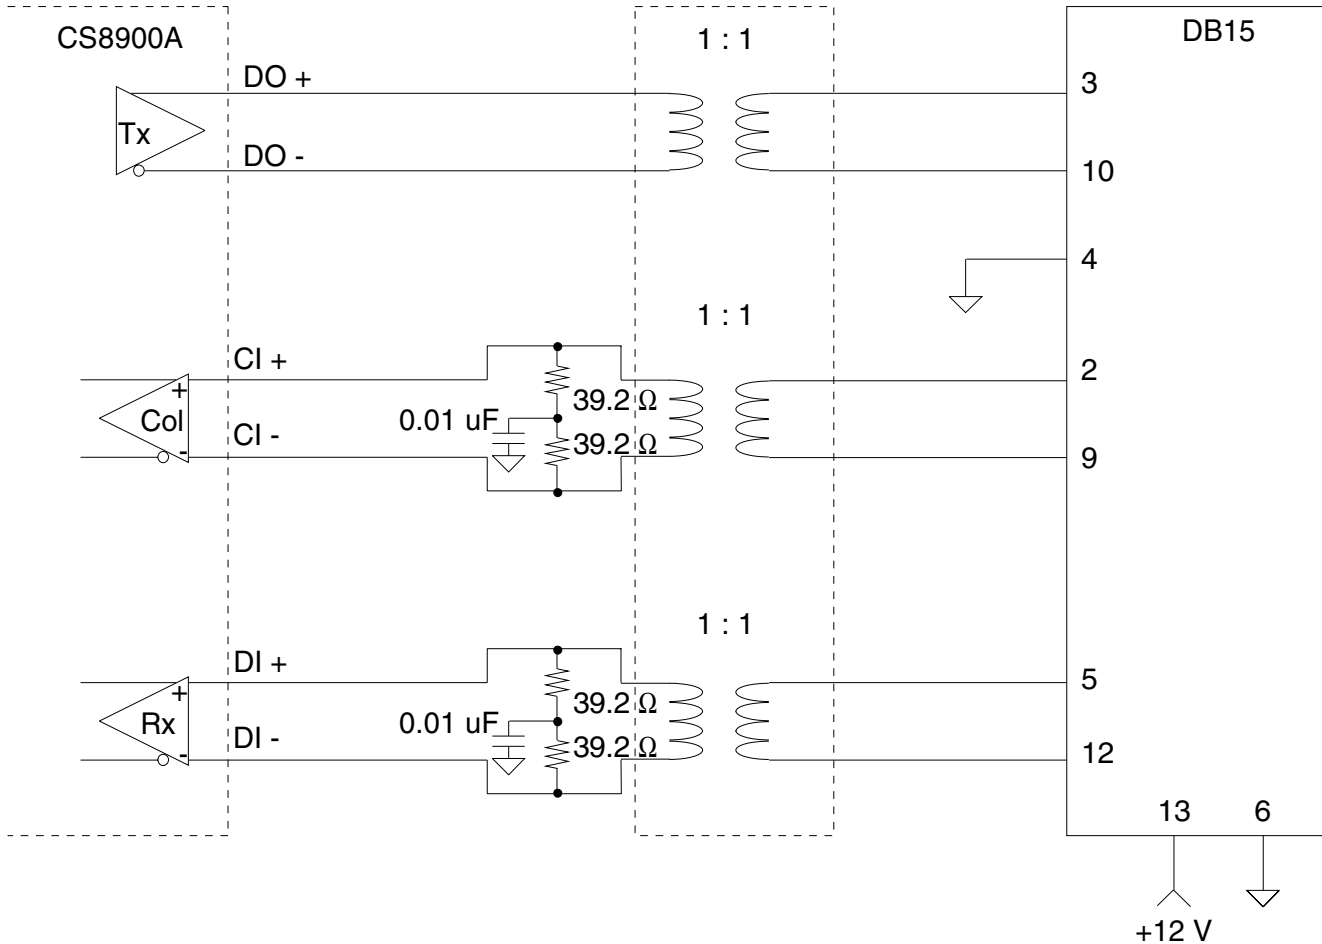 CS8900A
1 : 1
DB15
DO +
3
Tx
DO -
10
4
1 : 1
CI +
2
+
39.2 Ω
Col
0.01 uF
CI -
39.2 Ω
-
9
1 : 1
DI +
5
+
39.2 Ω
Rx
0.01 uF
DI -
39.2 Ω
-
12
13
6
+12 V